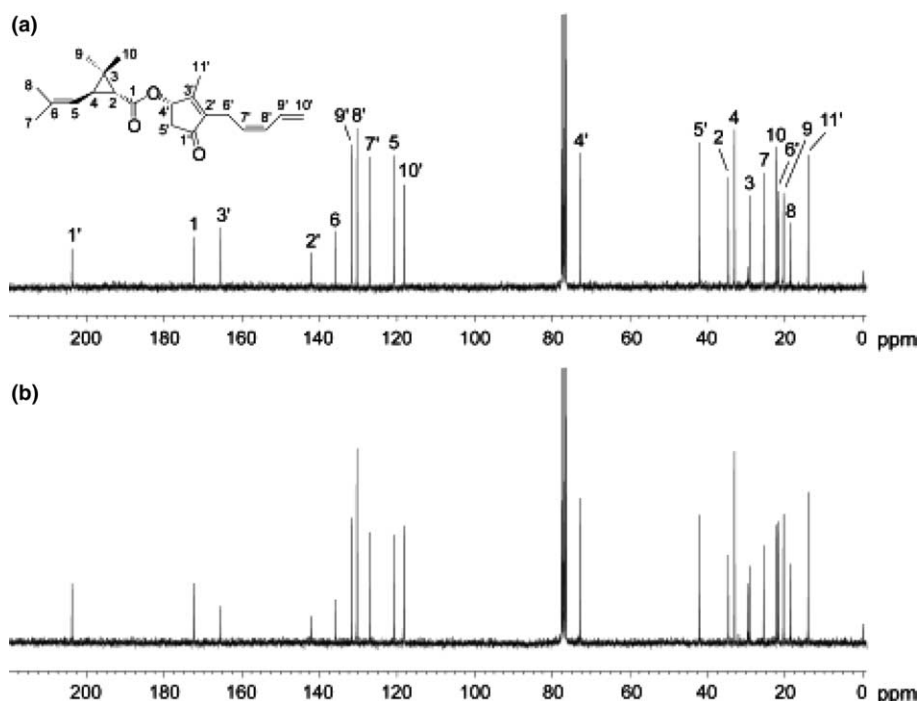 (a)
9 10 11'
8 3 O 3' 6' 9' 10'
1 4' 2'
6 5 4 2 O 5' 1' 7' 8'
7 O
1' 1 3' 2' 6 9' 8' 7' 5 10' 4' 5' 2 4 3 7 10 6' 9 8 11'
200 180 160 140 120 100 80 60 40 20 0 ppm
(b)
200 180 160 140 120 100 80 60 40 20 0 ppm